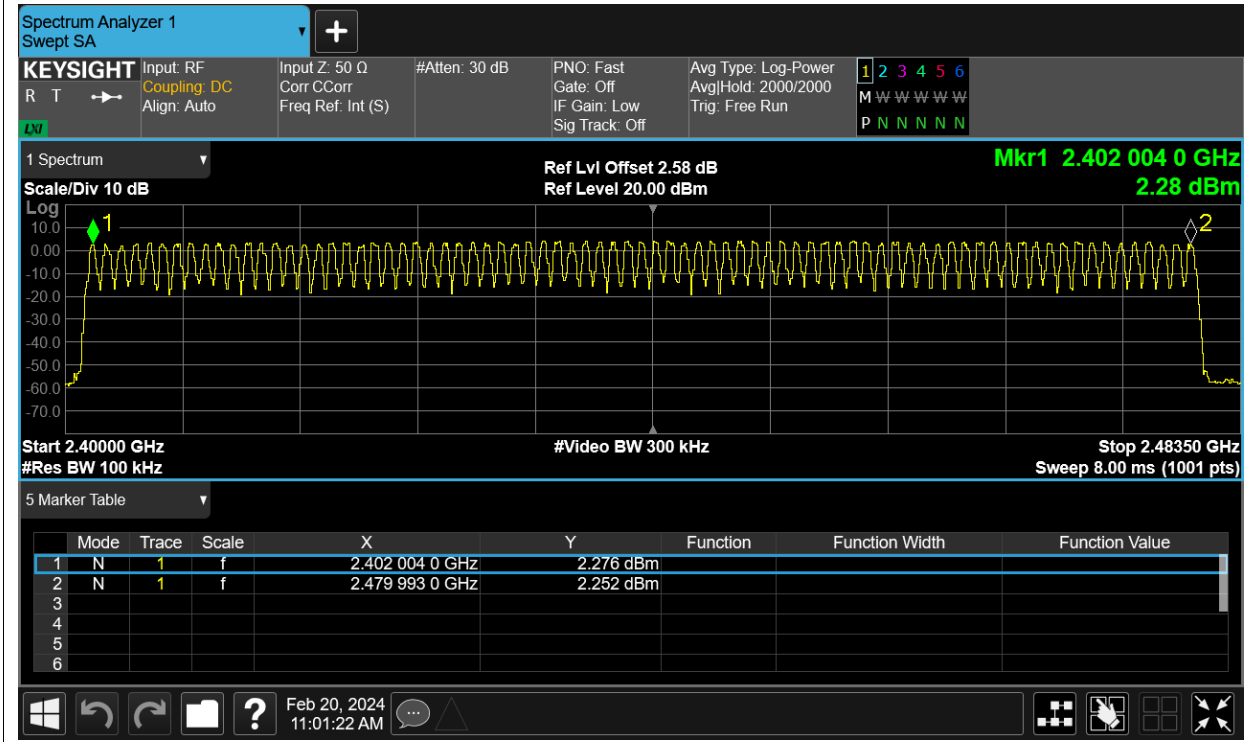 Spectrum Analyzer 1
Swept SA
KEYSIGHT
R T
LXI
Input: RF
Coupling: DC
Align: Auto
Input Z: 50 Ω
Corr CCorr
Freq Ref: Int (S)
#Atten: 30 dB
PNO: Fast
Gate: Off
IF Gain: Low
Sig Track: Off
Avg Type: Log-Power
Avg|Hold: 2000/2000
Trig: Free Run
1 2 3 4 5 6
M W W W W W
P N N N N N
1 Spectrum
Scale/Div 10 dB
Ref Lvl Offset 2.58 dB
Ref Level 20.00 dBm
Mkr1 2.402 004 0 GHz
2.28 dBm
Log
10.0
0.00
-10.0
-20.0
-30.0
-40.0
-50.0
-60.0
-70.0
1
2
Start 2.40000 GHz
#Res BW 100 kHz
#Video BW 300 kHz
Stop 2.48350 GHz
Sweep 8.00 ms (1001 pts)
5 Marker Table
Mode Trace Scale X Y Function Function Width Function Value
1 N 1 f 2.402 004 0 GHz 2.276 dBm
2 N 1 f 2.479 993 0 GHz 2.252 dBm
3
4
5
6
?
Feb 20, 2024
11:01:22 AM